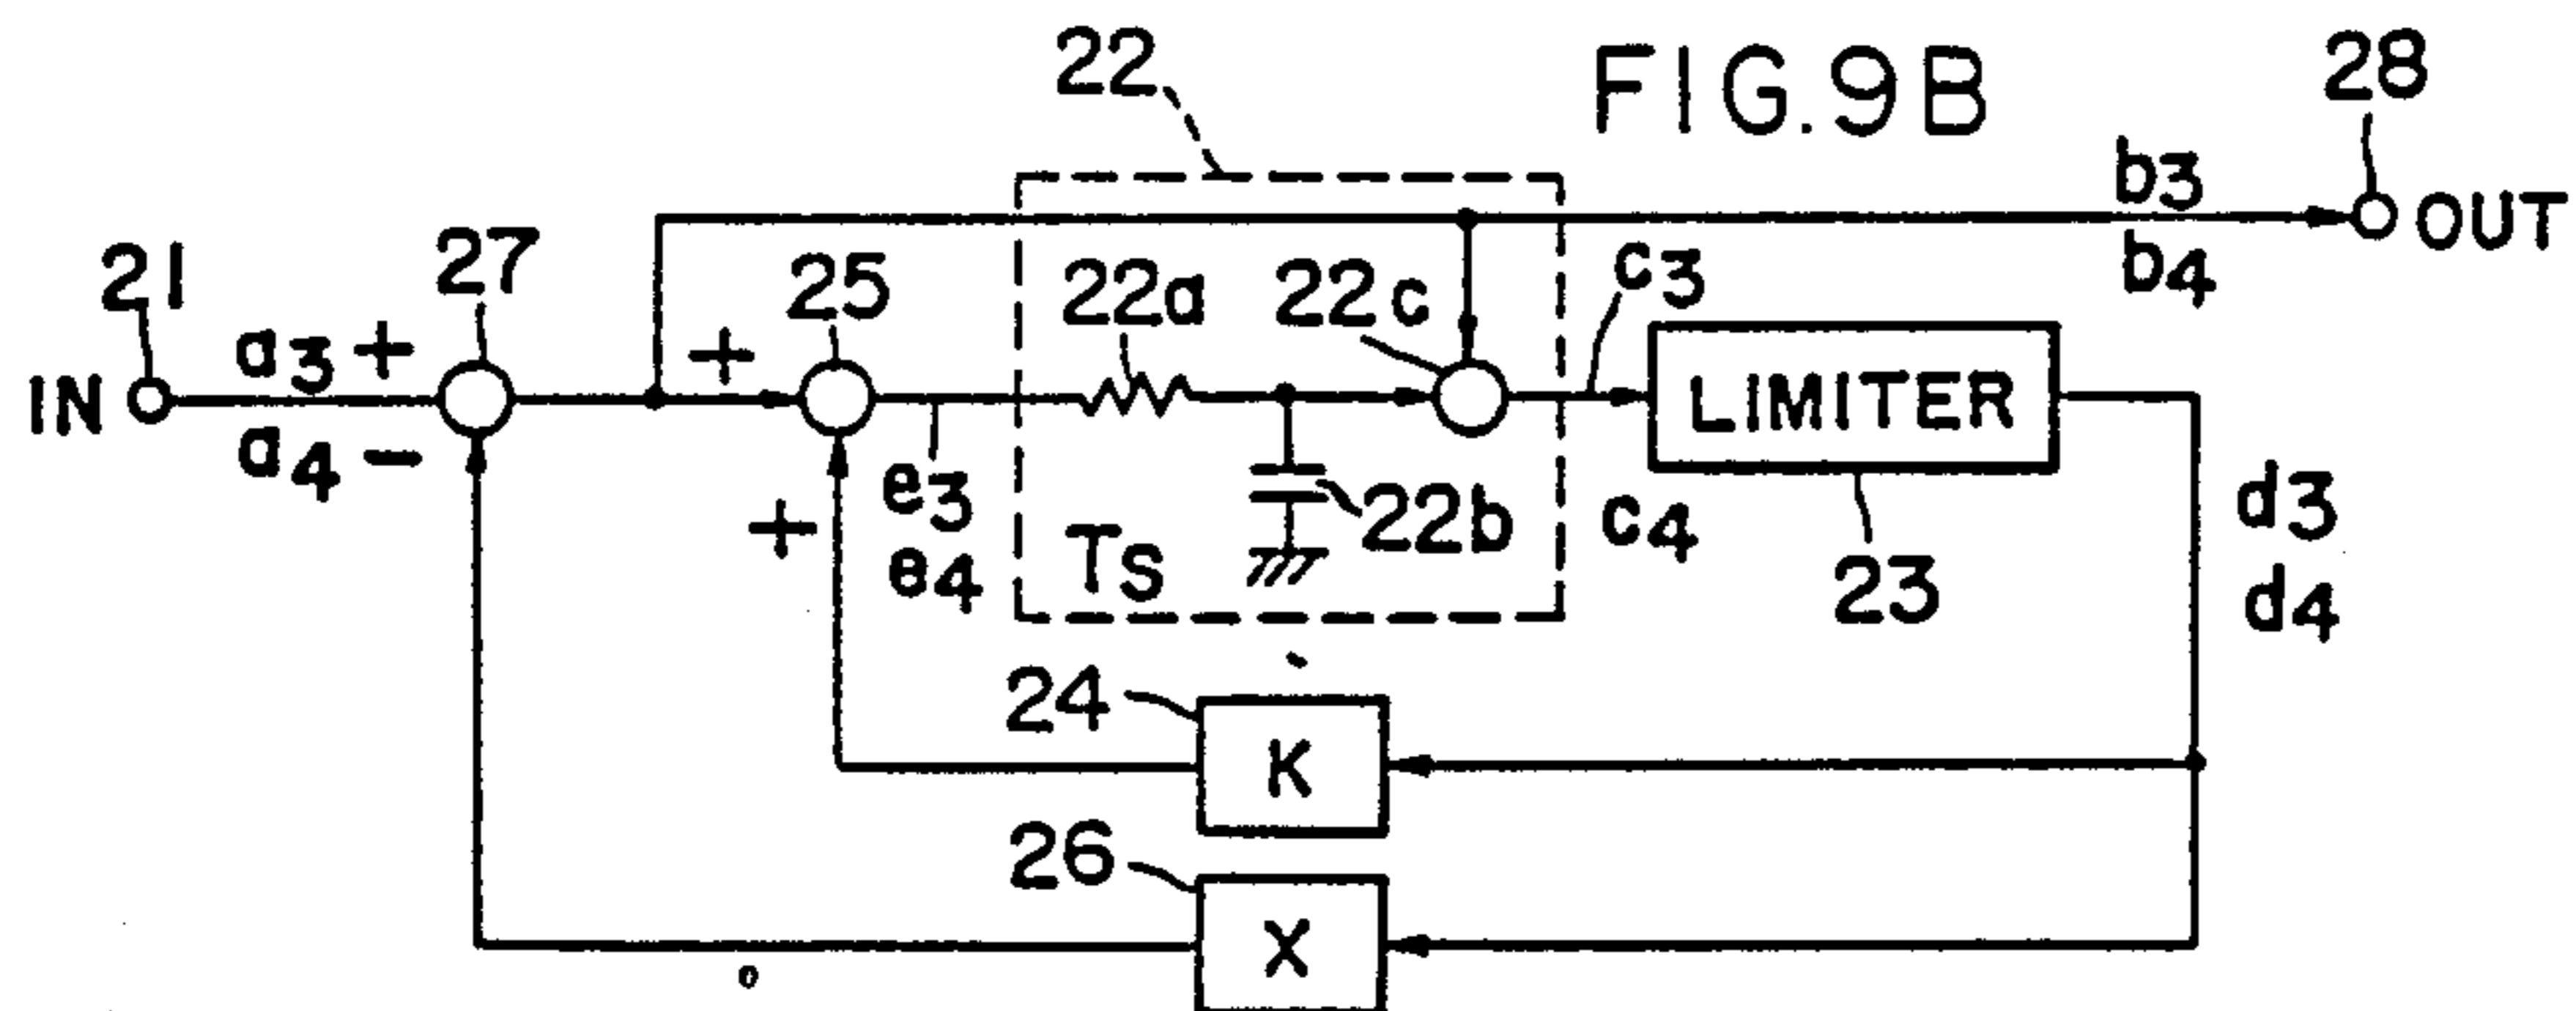 22
FIG. 9B
28
b3
OUT
b4
21
27
25
22a
22c
c3
a3 +
+
IN
a4 -
LIMITER
e3
+
22b
c4
d3
e4
Ts
23
d4
24
K
26
X